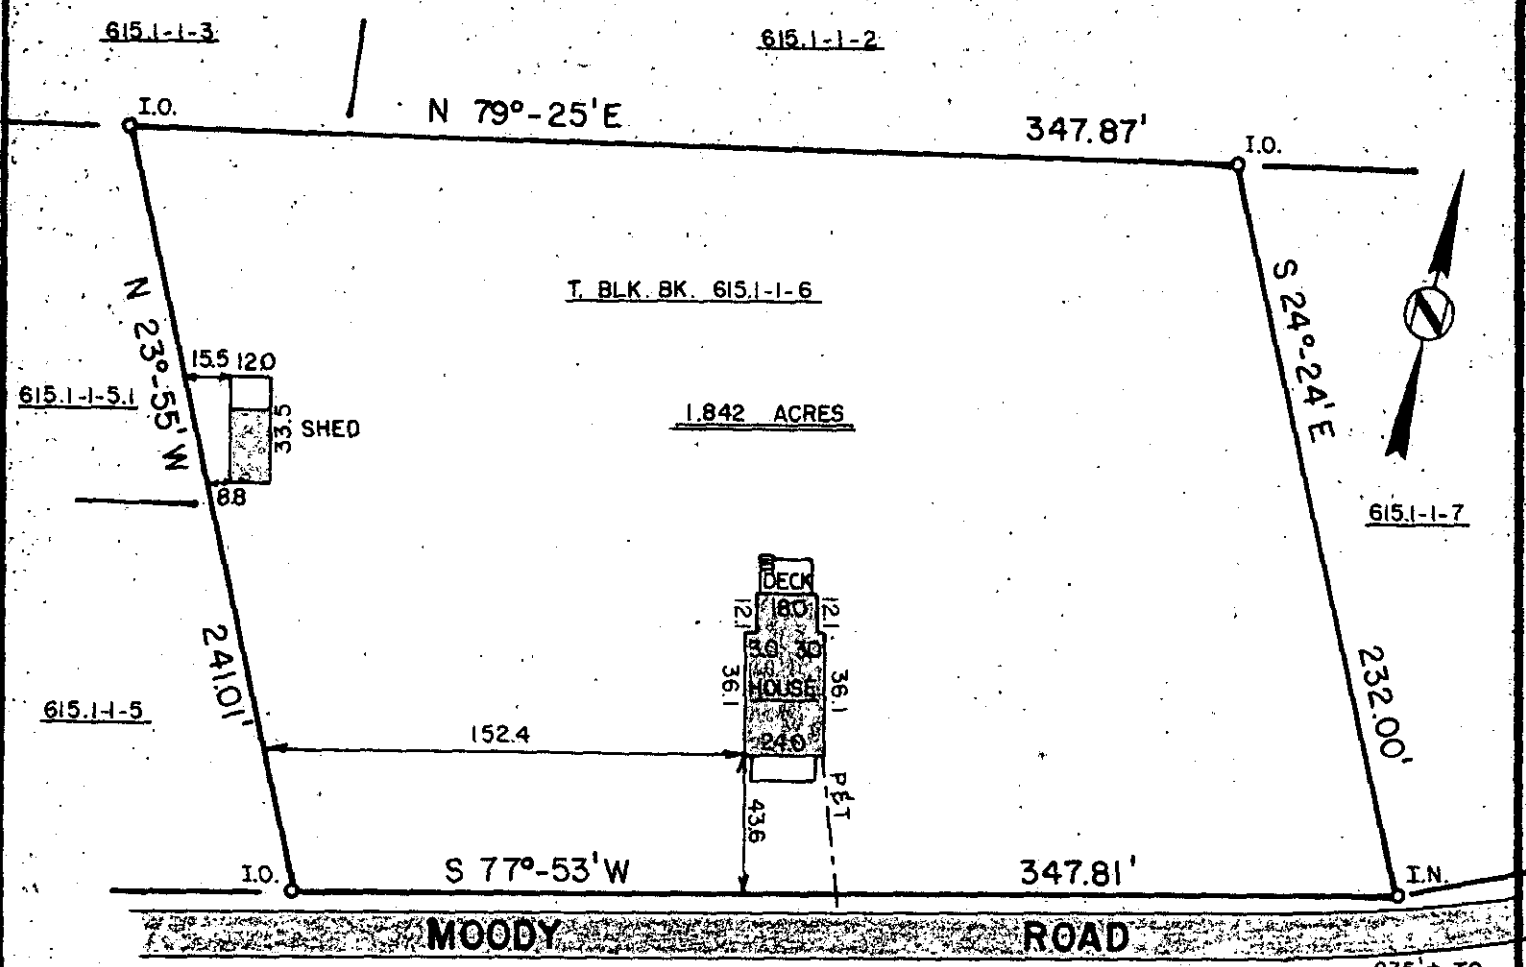 615.1-1-3
615.1-1-2
I.O.
N 79°-25'E
347.87'
I.O.
T. BLK. BK. 615.1-1-6
N 23°-55' W
S 24°-24' E
N
15.5 12.0
615.1-1-5.1
33.5
SHED
1.842 ACRES
8.8
615.1-1-7
DECK
12.1
18.0
12.1
3.0 3.0
36.1
HOUSE
36.1
24.0
241.01'
232.00'
615.1-1-5
152.4
P.E.T
43.6
I.O.
S 77°-53'W
347.81'
I.N.
MOODY ROAD